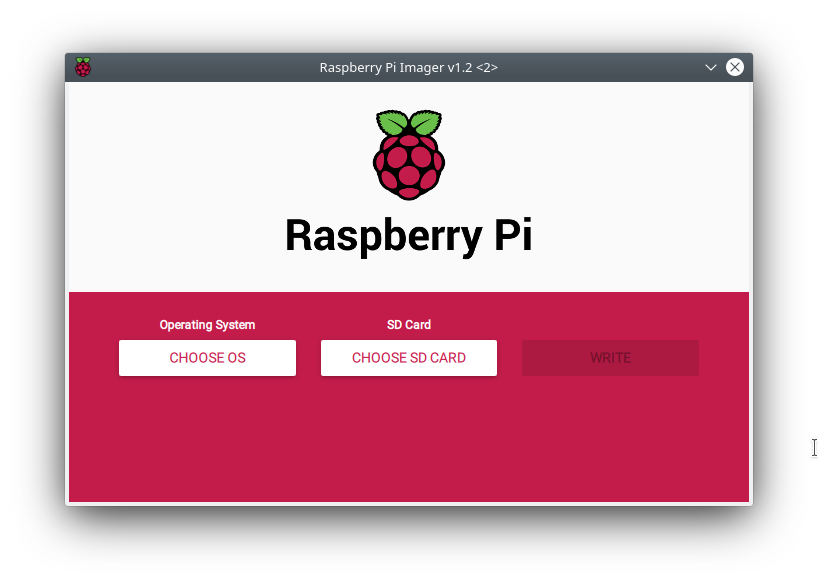 Raspberry Pi Imager v1.2 <2>
Raspberry Pi
Operating System
SD Card
CHOOSE OS
CHOOSE SD CARD
WRITE